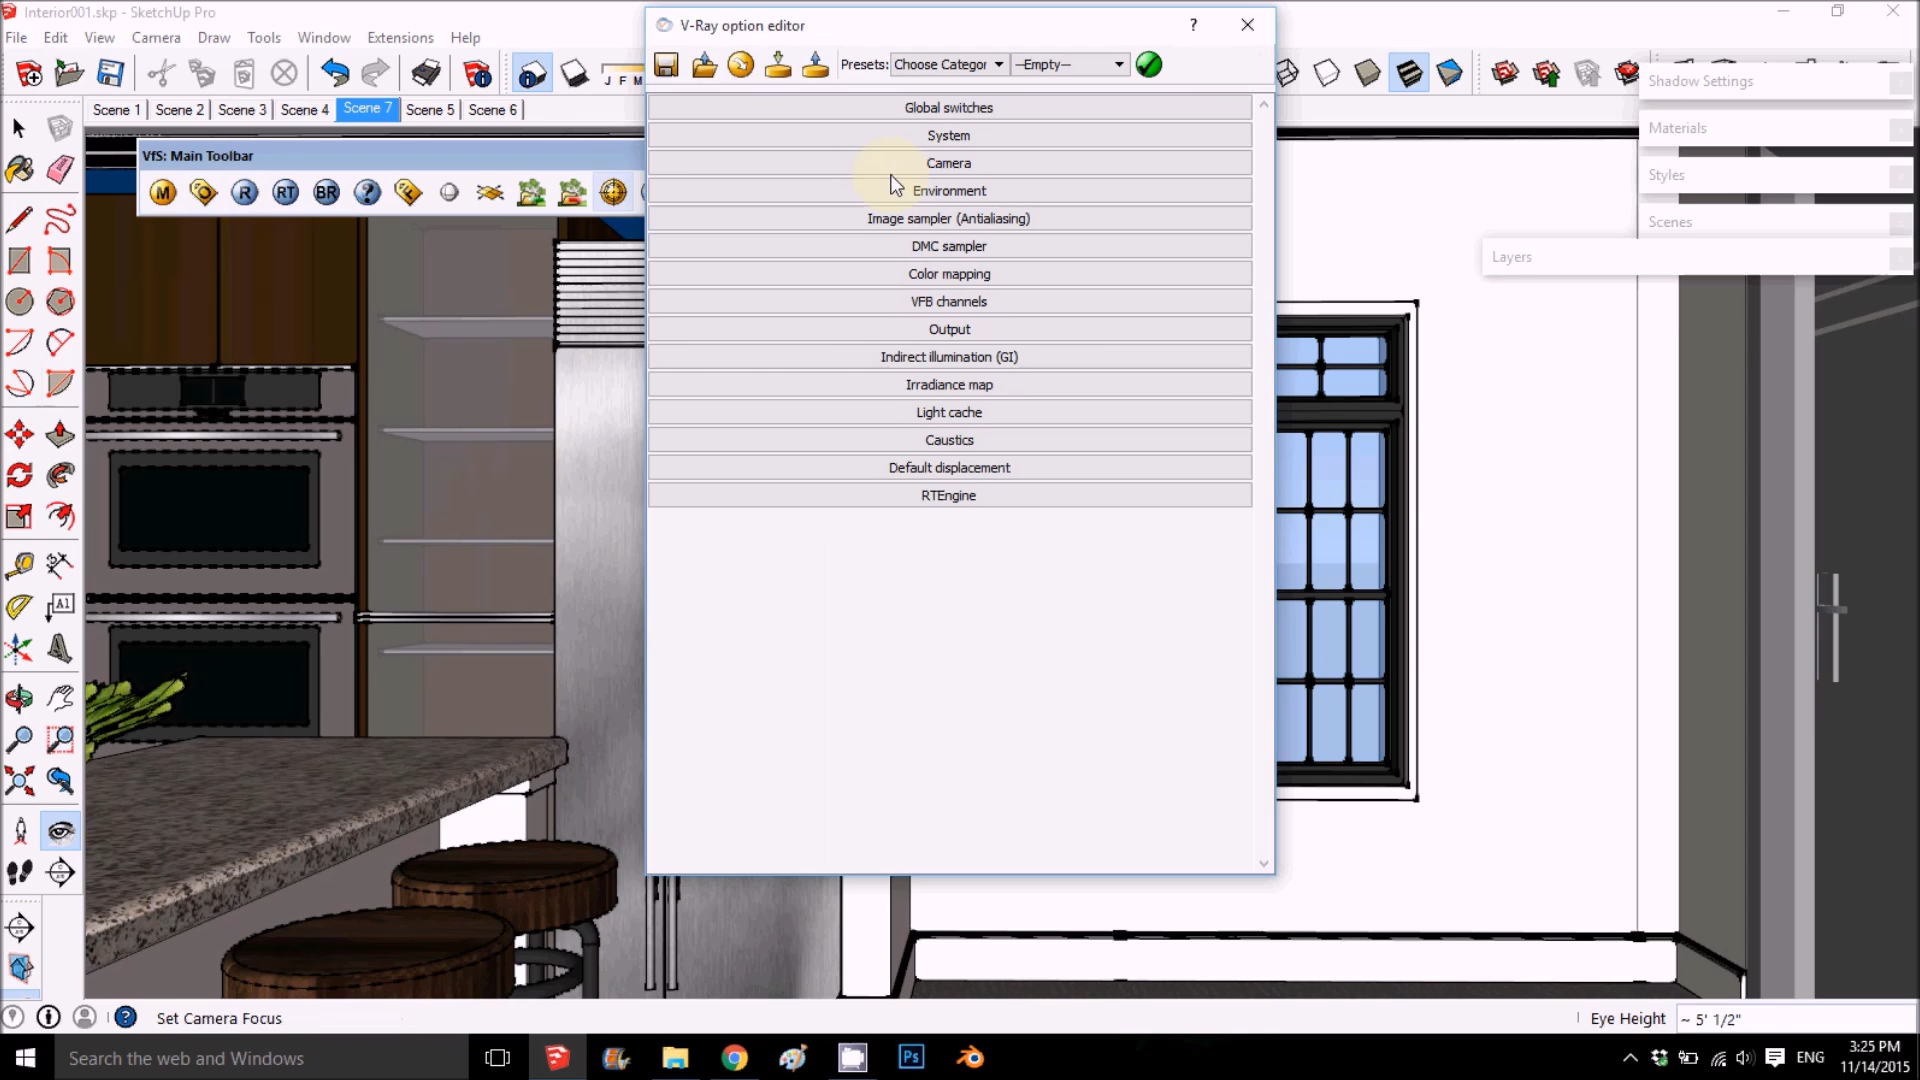 Interior001.skp - SketchUp Pro
File Edit View Camera Draw Tools Window Extensions Help
J F M
Scene 1 Scene 2 Scene 3 Scene 4 Scene 7 Scene 5 Scene 6
VfS: Main Toolbar
M R RT BR ?
V-Ray option editor ?
Presets: Choose Categor --Empty--
Global switches
System
Camera
Environment
Image sampler (Antialiasing)
DMC sampler
Color mapping
VFB channels
Output
Indirect illumination (GI)
Irradiance map
Light cache
Caustics
Default displacement
RTEngine
Shadow Settings
Materials
Styles
Scenes
Layers
A1
Set Camera Focus
Eye Height ~ 5' 1/2"
Search the web and Windows
Ps
ENG
3:25 PM
11/14/2015